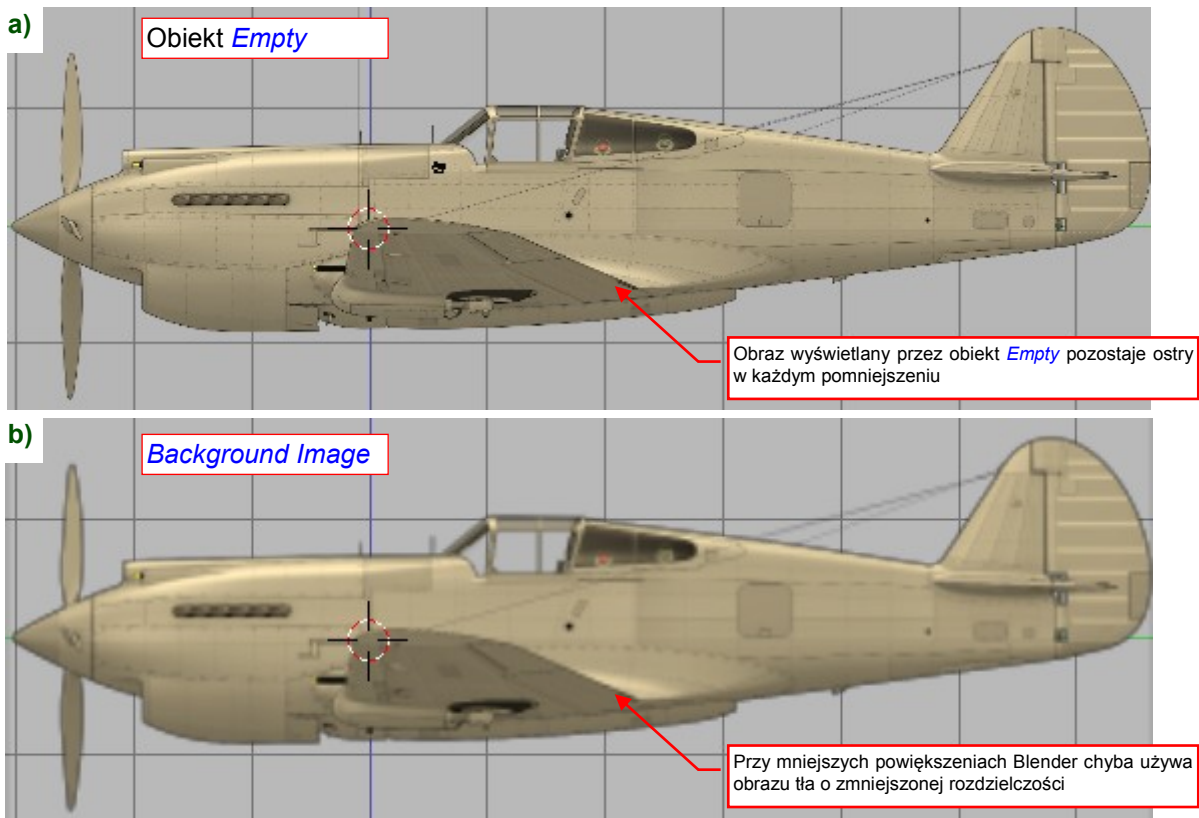 a)
Obiekt Empty
Obraz wyświetlany przez obiekt Empty pozostaje ostry
w każdym pomniejszeniu
b)
Background Image
Przy mniejszych powiększeniach Blender chyba używa
obrazu tła o zmniejszonej rozdzielczości